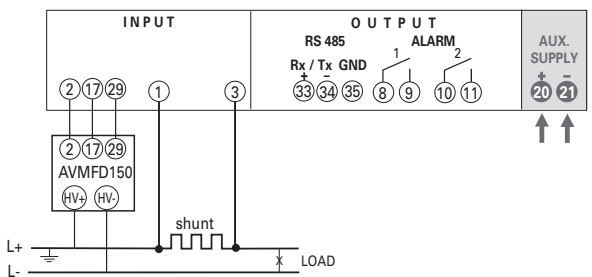 INPUT
OUTPUT
RS 485 ALARM
AUX.
SUPPLY
Rx / Tx GND
1 2
+ − + −
2 17 29 1 3 33 34 35 8 9 10 11 20 21
2 17 29
AVMFD150
HV+ HV-
shunt
L+
X LOAD
L-